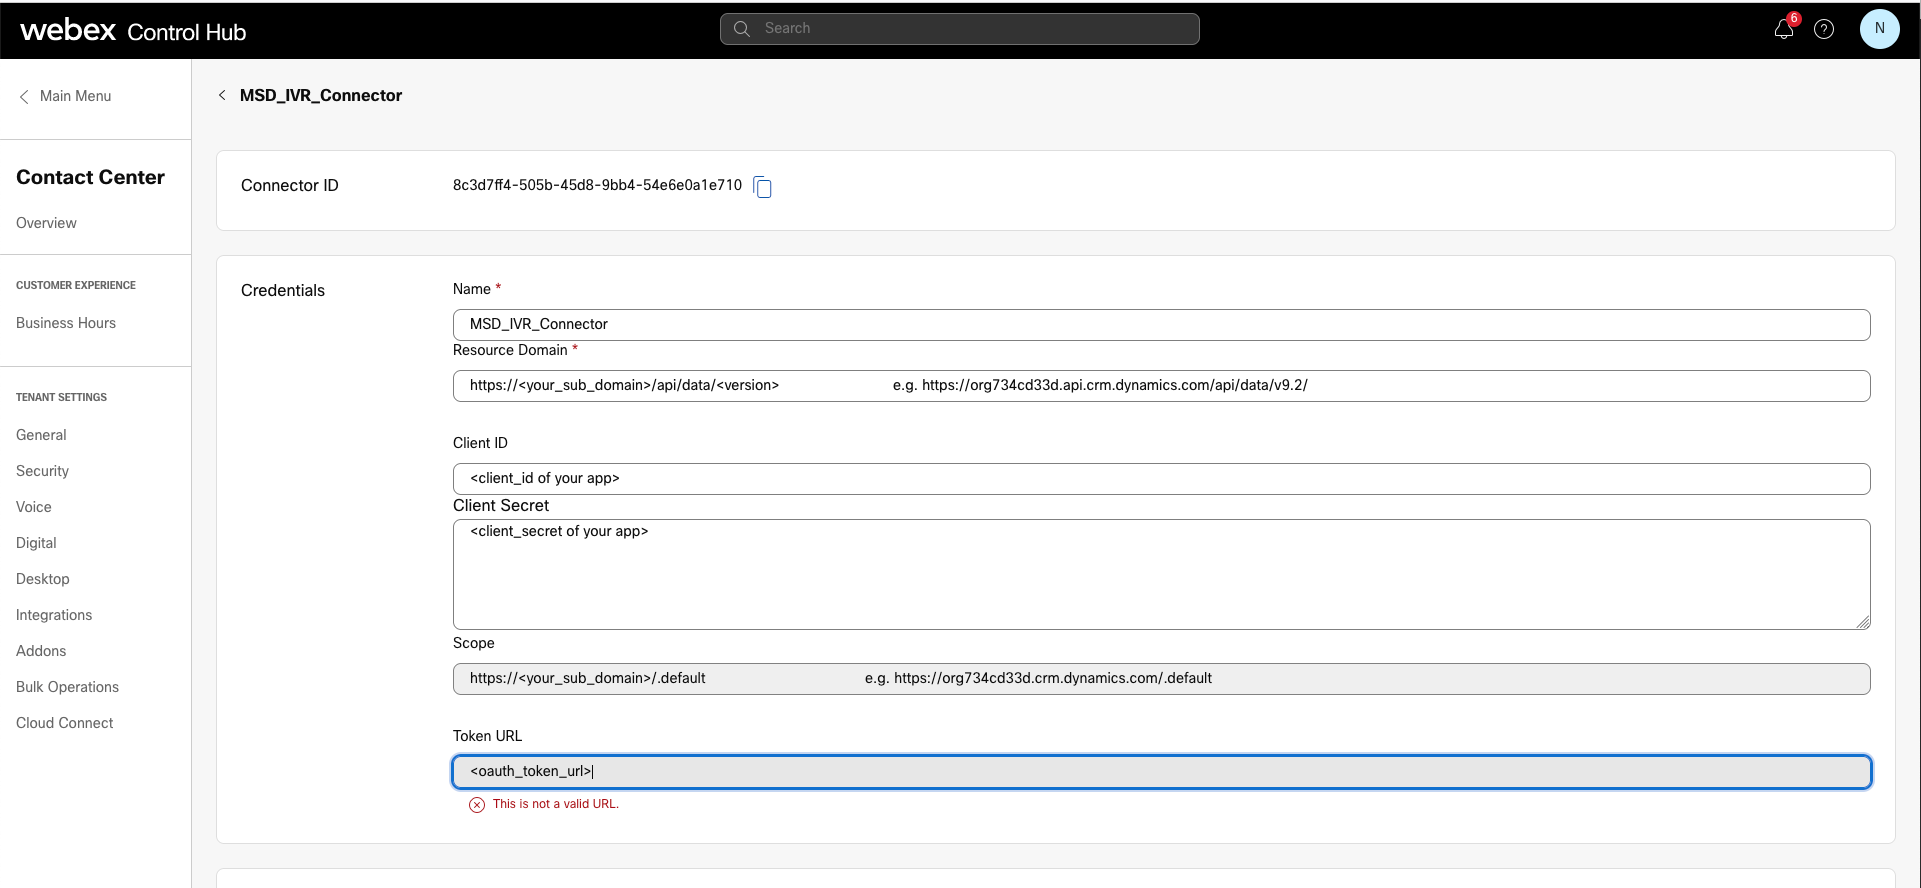 webex Control Hub
Search
6
N
Main Menu
MSD_IVR_Connector
Contact Center
Overview
CUSTOMER EXPERIENCE
Business Hours
TENANT SETTINGS
General
Security
Voice
Digital
Desktop
Integrations
Addons
Bulk Operations
Cloud Connect
Connector ID
8c3d7ff4-505b-45d8-9bb4-54e6e0a1e710
Credentials
Name *
MSD_IVR_Connector
Resource Domain *
https://<your_sub_domain>/api/data/<version> e.g. https://org734cd33d.api.crm.dynamics.com/api/data/v9.2/
Client ID
<client_id of your app>
Client Secret
<client_secret of your app>
Scope
https://<your_sub_domain>/.default e.g. https://org734cd33d.crm.dynamics.com/.default
Token URL
<oauth_token_url>
This is not a valid URL.